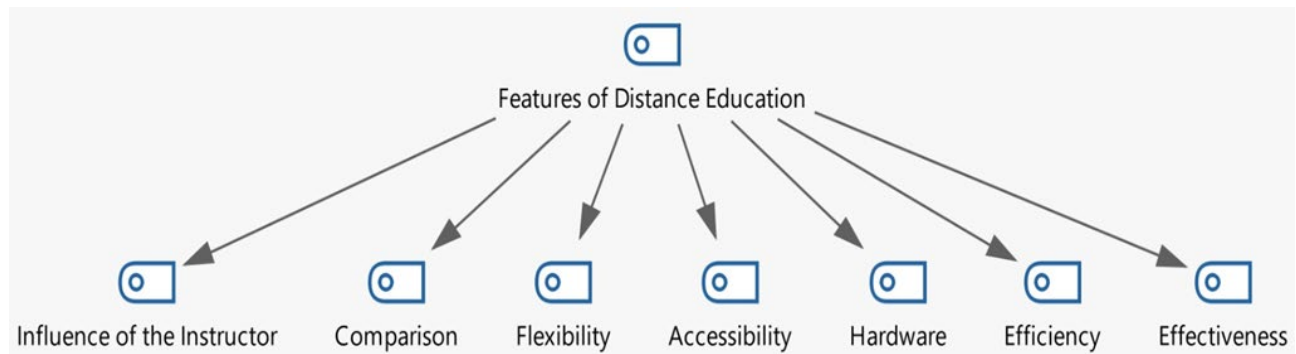 Features of Distance Education
Influence of the Instructor
Comparison
Flexibility
Accessibility
Hardware
Efficiency
Effectiveness